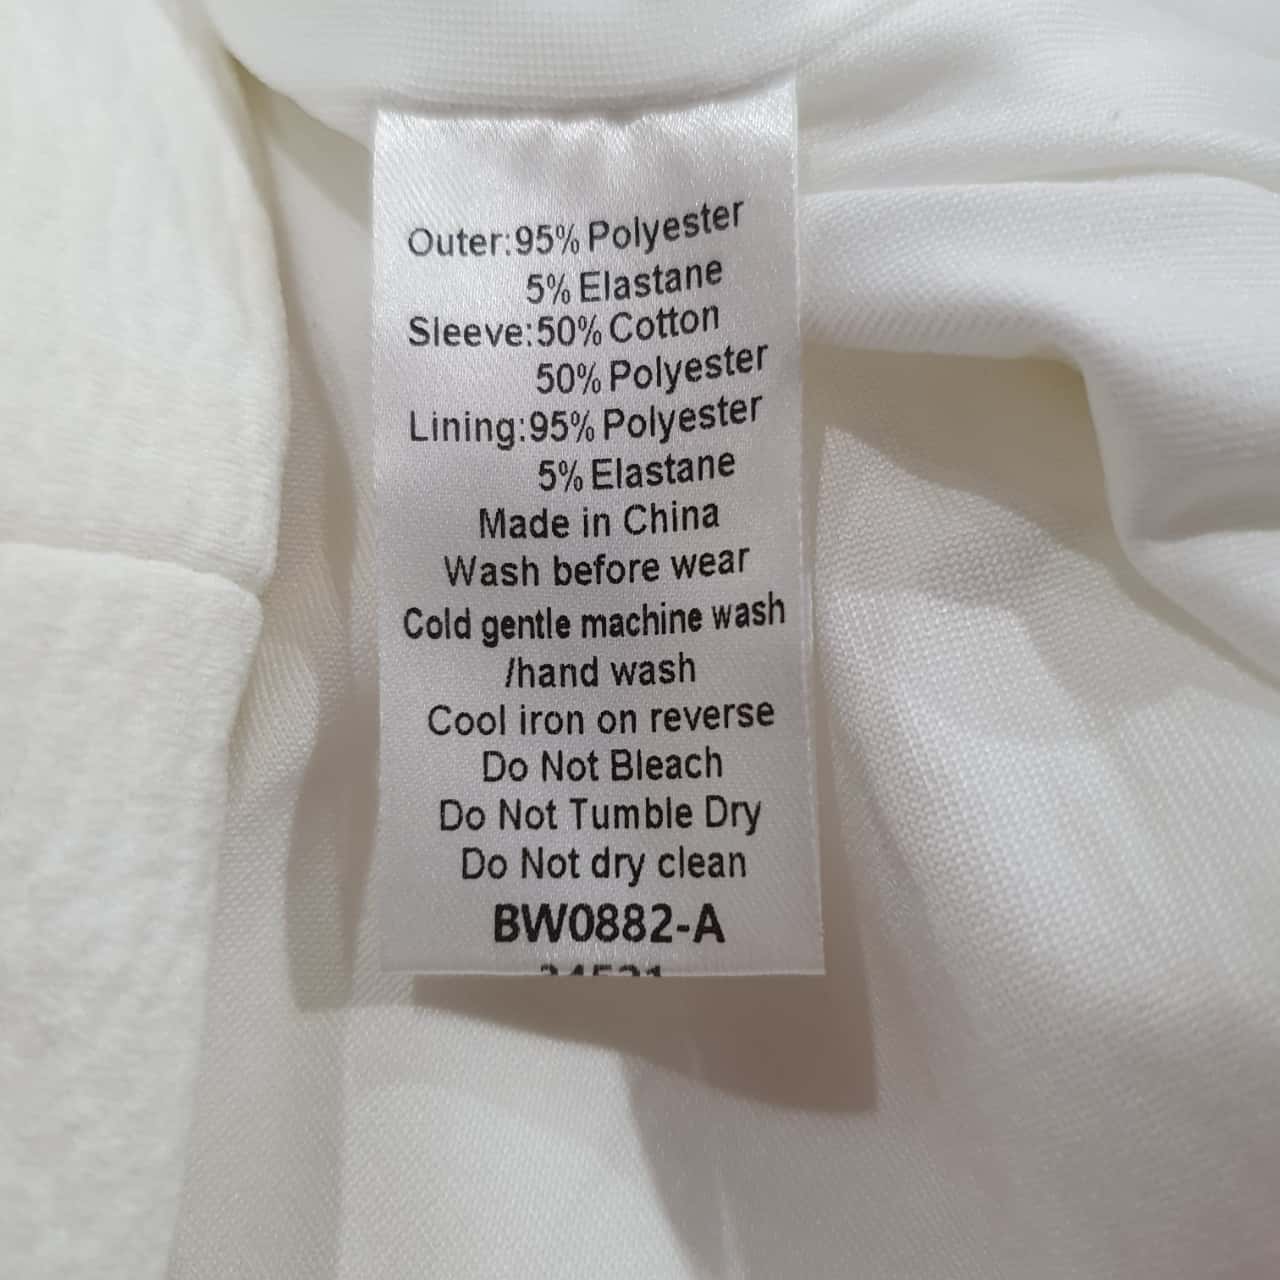 Outer:95% Polyester
5% Elastane
Sleeve:50% Cotton
50% Polyester
Lining:95% Polyester
5% Elastane
Made in China
Wash before wear
Cold gentle machine wash
/hand wash
Cool iron on reverse
Do Not Bleach
Do Not Tumble Dry
Do Not dry clean
BW0882-A